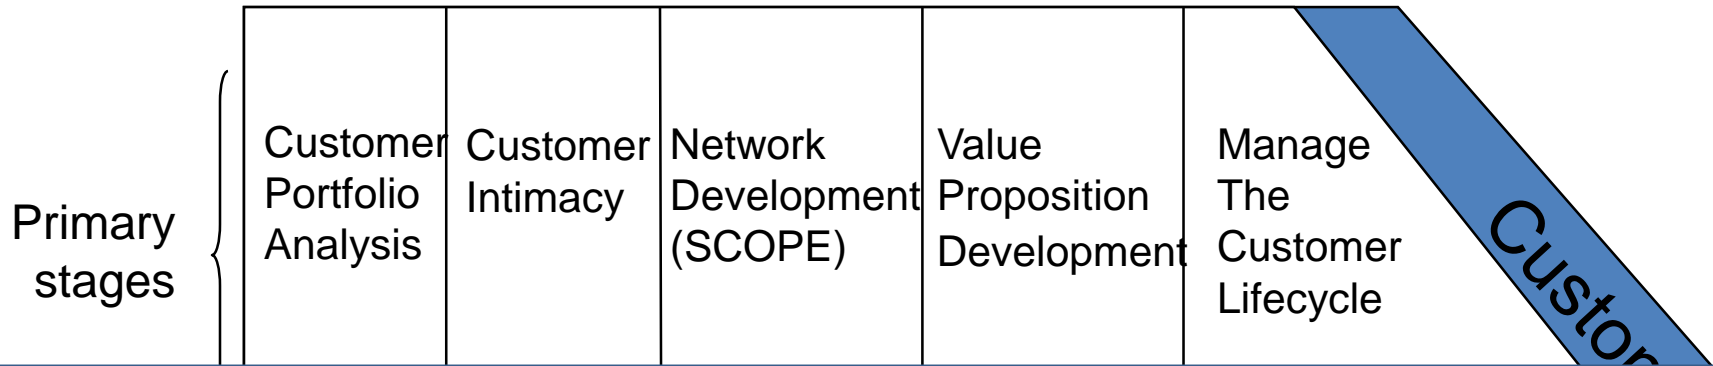 Primary
stages
Customer
Portfolio
Analysis
Customer
Intimacy
Network
Development
(SCOPE)
Value
Proposition
Development
Manage
The
Customer
Lifecycle